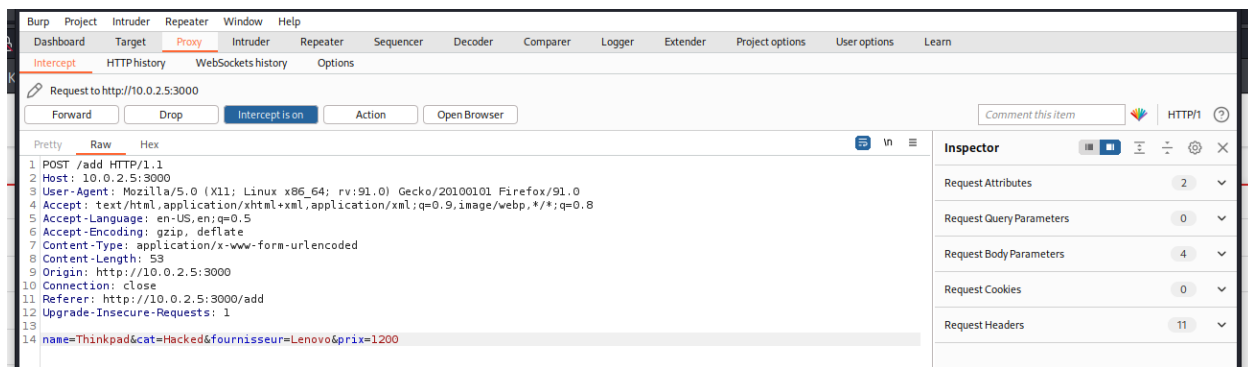 Burp Project Intruder Repeater Window Help
Dashboard Target Proxy Intruder Repeater Sequencer Decoder Comparer Logger Extender Project options User options Learn
Intercept HTTP history WebSockets history Options
Request to http://10.0.2.5:3000
Forward Drop Intercept is on Action Open Browser Comment this item HTTP/1 ?
Pretty Raw Hex \n
Inspector
1 POST /add HTTP/1.1
2 Host: 10.0.2.5:3000
3 User-Agent: Mozilla/5.0 (X11; Linux x86_64; rv:91.0) Gecko/20100101 Firefox/91.0
4 Accept: text/html,application/xhtml+xml,application/xml;q=0.9,image/webp,*/*;q=0.8
5 Accept-Language: en-US,en;q=0.5
6 Accept-Encoding: gzip, deflate
7 Content-Type: application/x-www-form-urlencoded
8 Content-Length: 53
9 Origin: http://10.0.2.5:3000
10 Connection: close
11 Referer: http://10.0.2.5:3000/add
12 Upgrade-Insecure-Requests: 1
13
14 name=Thinkpad&cat=Hacked&fournisseur=Lenovo&prix=1200
Request Attributes 2
Request Query Parameters 0
Request Body Parameters 4
Request Cookies 0
Request Headers 11